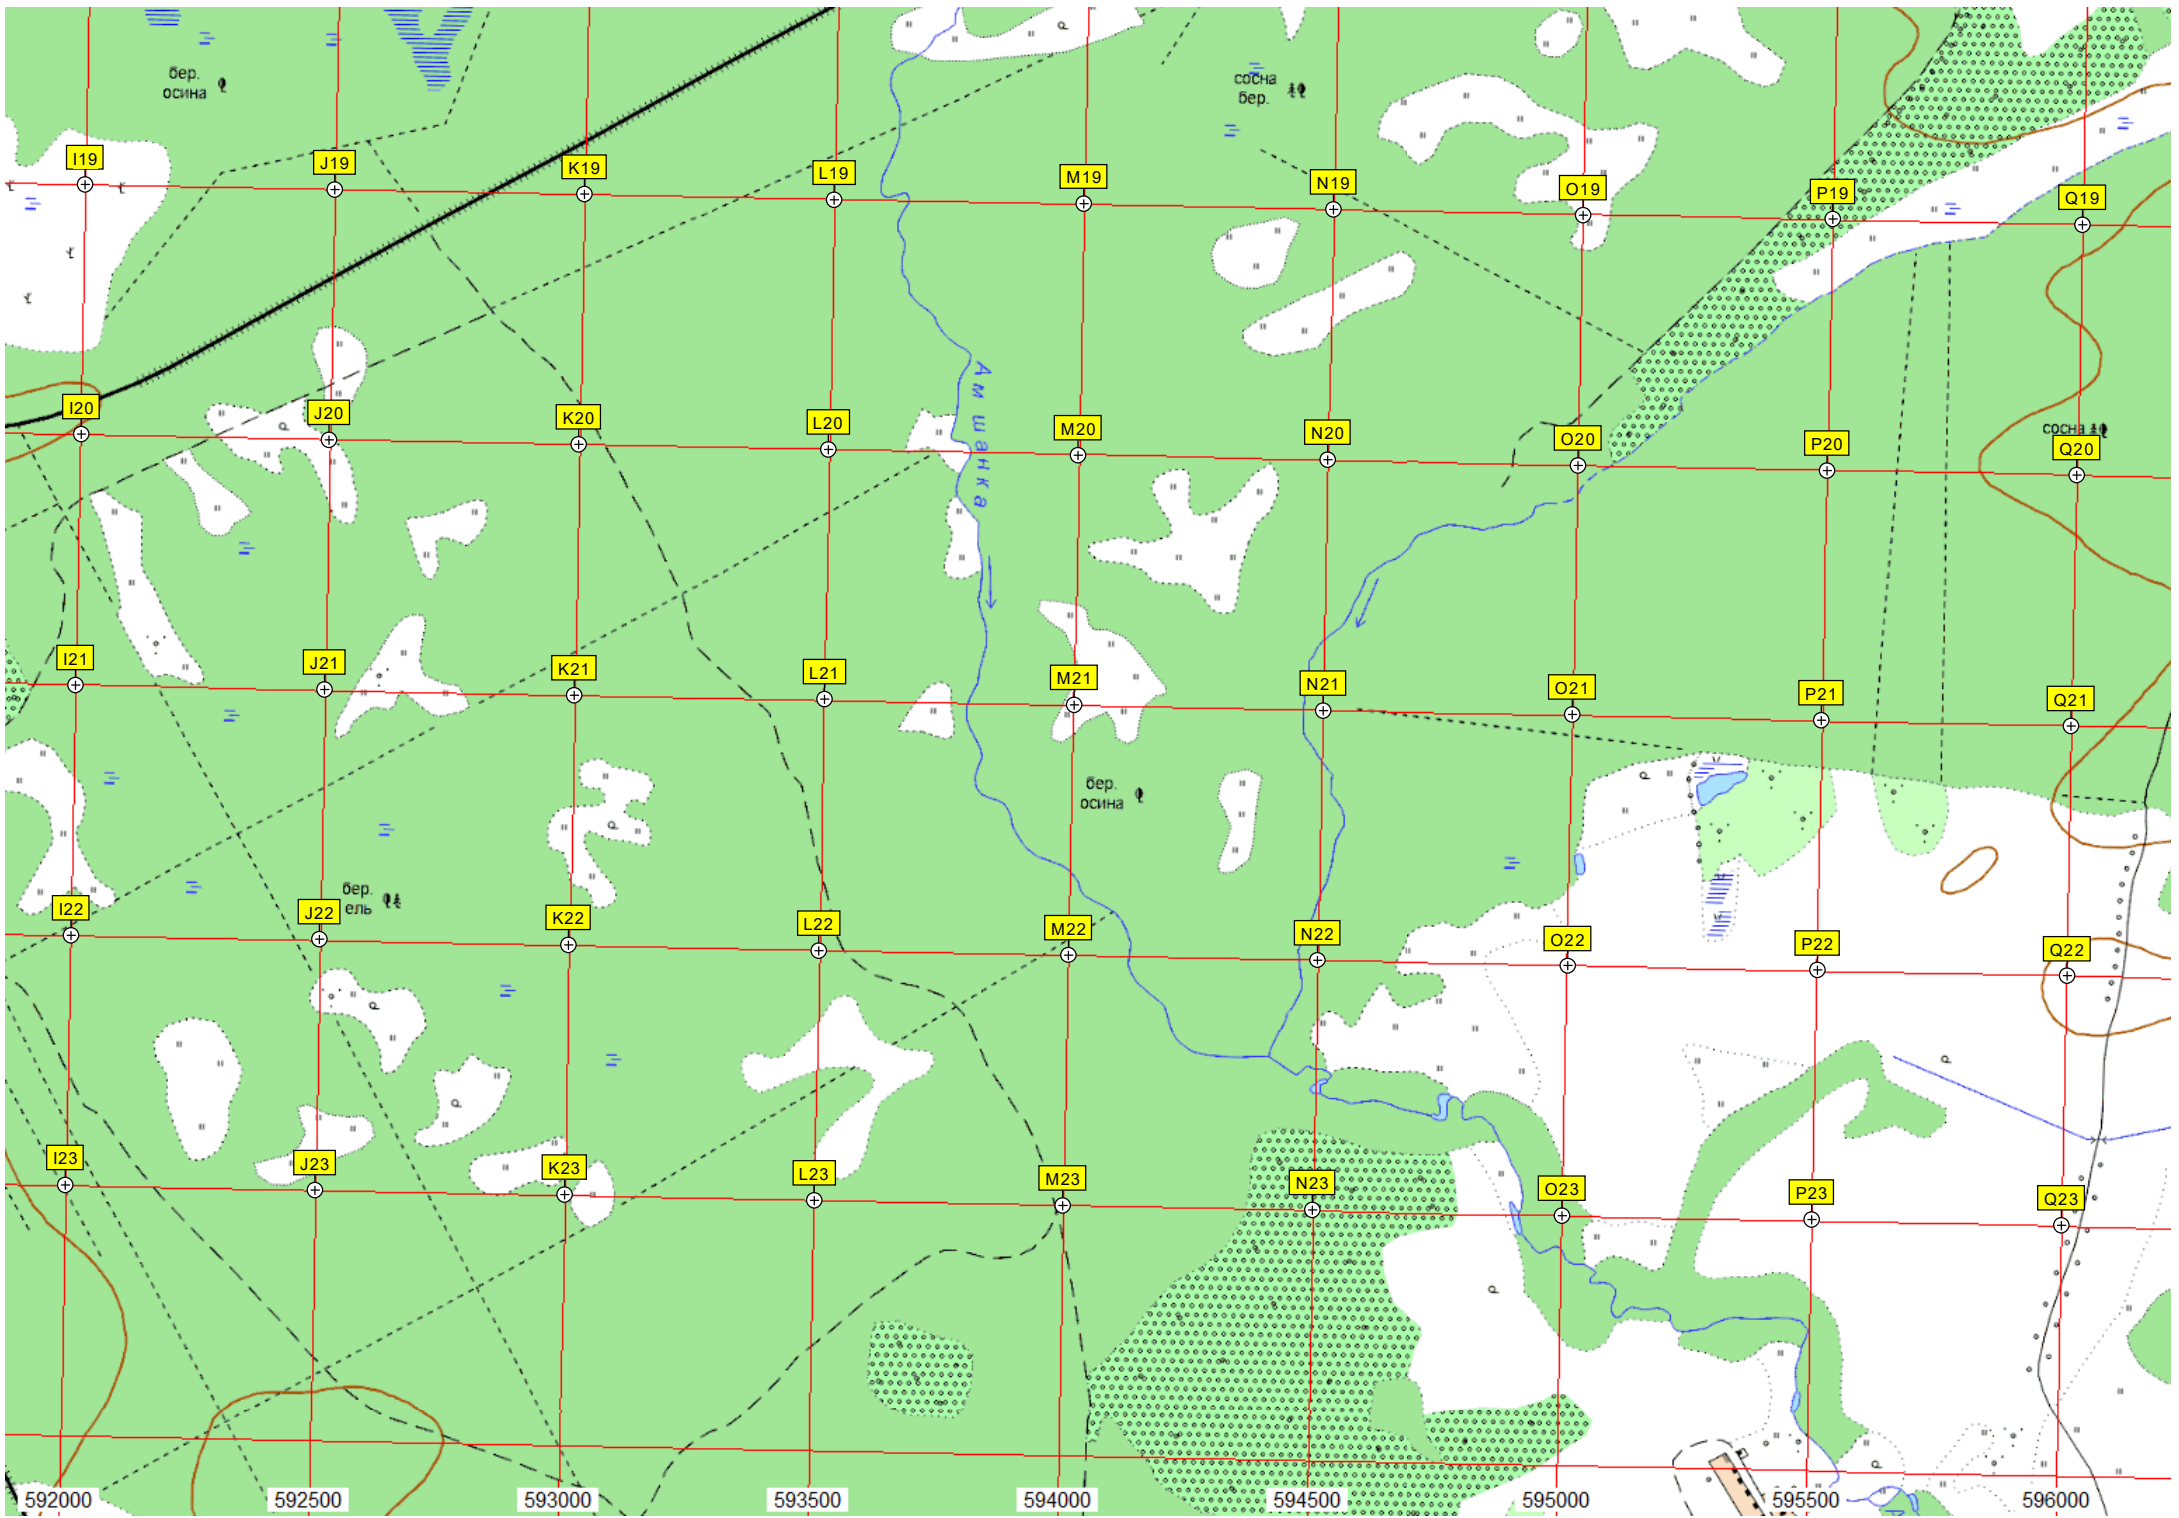 бер.
осина
сосна
бер.
I19
J19
K19
L19
M19
N19
O19
P19
Q19
Амшанка
I20
J20
K20
L20
M20
N20
O20
P20
сосна
Q20
I21
J21
K21
L21
M21
N21
O21
P21
Q21
бер.
осина
бер.
ель
I22
J22
K22
L22
M22
N22
O22
P22
Q22
I23
J23
K23
L23
M23
N23
O23
P23
Q23
592000 592500 593000 593500 594000 594500 595000 595500 596000